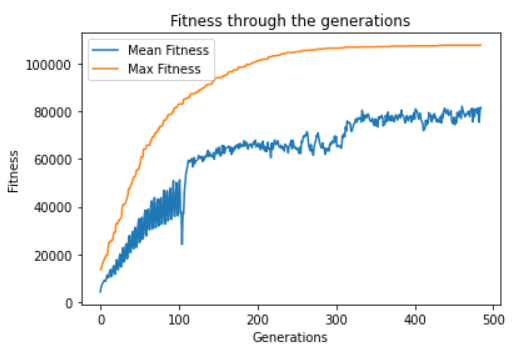 Fitness through the generations
Mean Fitness
Max Fitness
100000
80000
60000
40000
20000
0
Fitness
0 100 200 300 400 500
Generations